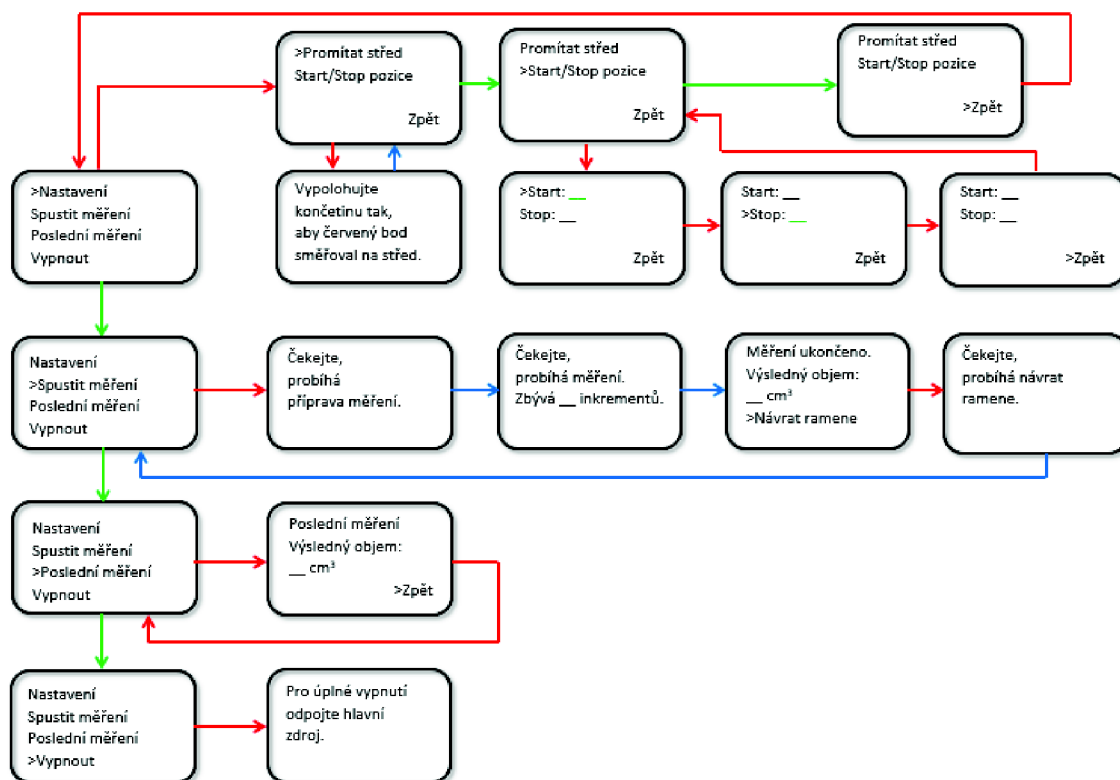 >Promítat střed
Start/Stop pozice
Zpět
Promítat střed
>Start/Stop pozice
Zpět
Promítat střed
Start/Stop pozice
>Zpět
>Nastavení
Spustit měření
Poslední měření
Vypnout
Vypolohujte
končetinu tak,
aby červený bod
směřoval na střed.
>Start: __
Stop: __
Zpět
Start: __
>Stop: __
Zpět
Start: __
Stop: __
>Zpět
Nastavení
>Spustit měření
Poslední měření
Vypnout
Čekejte,
probíhá
příprava měření.
Čekejte,
probíhá měření.
Zbývá __ inkrementů.
Měření ukončeno.
Výsledný objem:
__ cm³
>Návrat ramene
Čekejte,
probíhá návrat
ramene.
Nastavení
Spustit měření
>Poslední měření
Vypnout
Poslední měření
Výsledný objem:
__ cm³
>Zpět
Nastavení
Spustit měření
Poslední měření
>Vypnout
Pro úplné vypnutí
odpojte hlavní
zdroj.